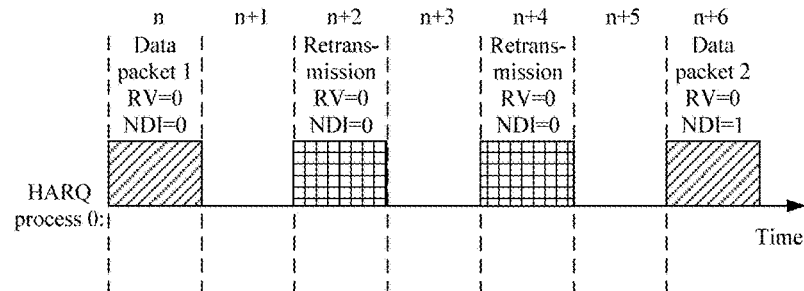 n n+1 n+2 n+3 n+4 n+5 n+6
Data packet 1 RV=0 NDI=0
Retrans-mission RV=0 NDI=0
Retrans-mission RV=0 NDI=0
Data packet 2 RV=0 NDI=1
HARQ
process 0:
Time